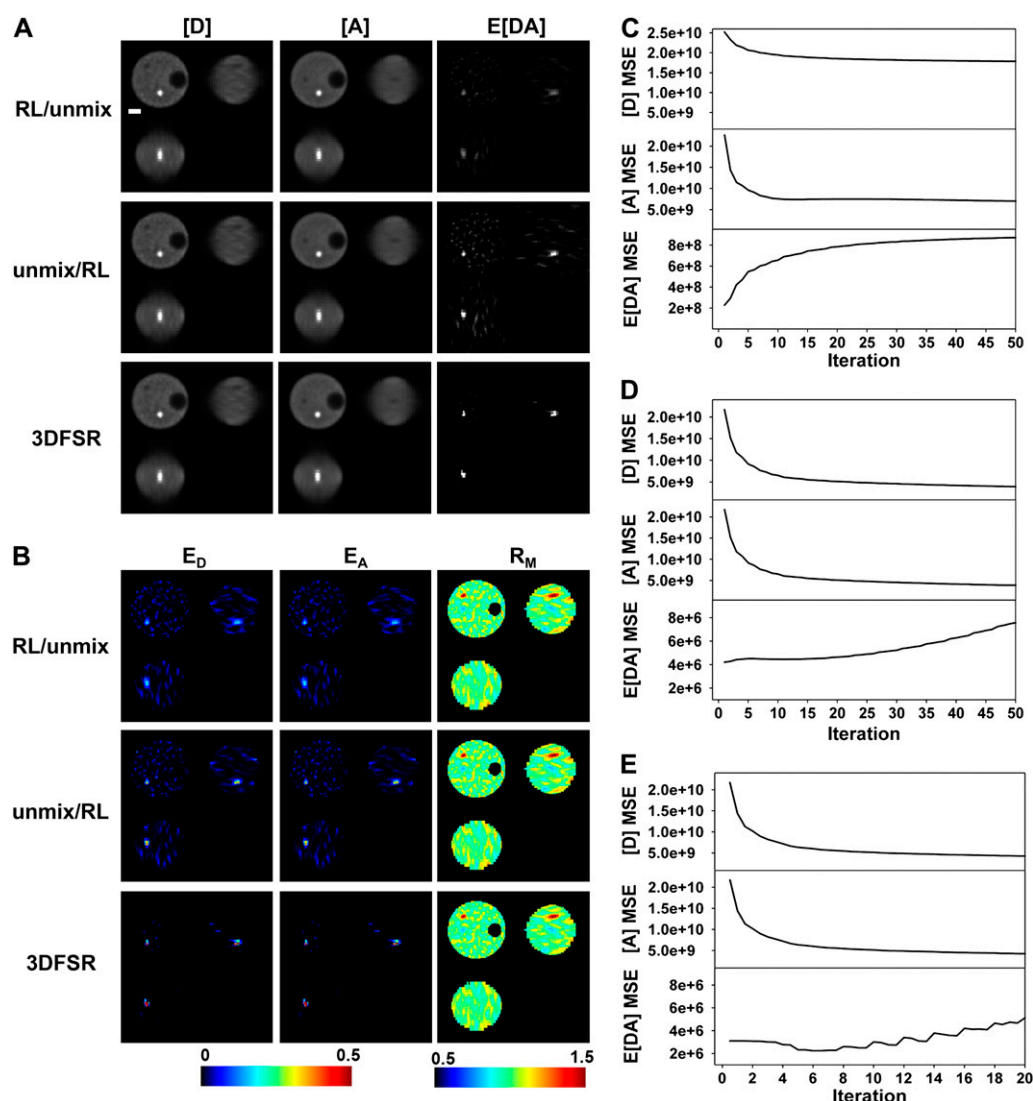 A
[D] [A] E[DA]
RL/unmix
unmix/RL
3DFSR
B
E_D E_A R_M
RL/unmix
unmix/RL
3DFSR
0 0.5 0.5 1.5
C
[D] MSE
2.5e+10
2.0e+10
1.5e+10
1.0e+10
5.0e+9
[A] MSE
2.0e+10
1.0e+10
5.0e+9
E[DA] MSE
8e+8
6e+8
4e+8
2e+8
0 5 10 15 20 25 30 35 40 45 50
Iteration
D
[D] MSE
2.0e+10
1.5e+10
1.0e+10
5.0e+9
[A] MSE
2.0e+10
1.5e+10
1.0e+10
5.0e+9
E[DA] MSE
8e+6
6e+6
4e+6
2e+6
0 5 10 15 20 25 30 35 40 45 50
Iteration
E
[D] MSE
2.0e+10
1.5e+10
1.0e+10
5.0e+9
[A] MSE
2.0e+10
1.5e+10
1.0e+10
5.0e+9
E[DA] MSE
8e+6
6e+6
4e+6
2e+6
0 2 4 6 8 10 12 14 16 18 20
Iteration